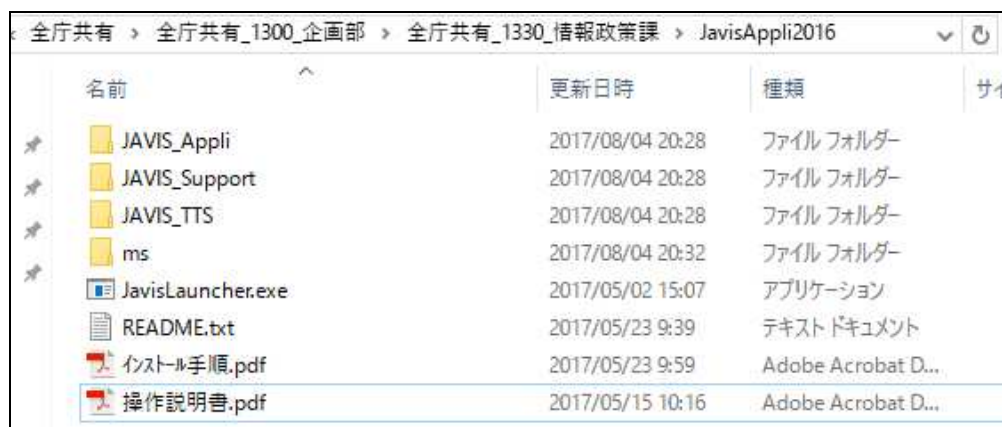 ‹ 全庁共有 › 全庁共有_1300_企画部 › 全庁共有_1330_情報政策課 › JavisAppli2016
名前 更新日時 種類 サイ
JAVIS_Appli 2017/08/04 20:28 ファイル フォルダー
JAVIS_Support 2017/08/04 20:28 ファイル フォルダー
JAVIS_TTS 2017/08/04 20:28 ファイル フォルダー
ms 2017/08/04 20:32 ファイル フォルダー
JavisLauncher.exe 2017/05/02 15:07 アプリケーション
README.txt 2017/05/23 9:39 テキスト ドキュメント
インストール手順.pdf 2017/05/23 9:59 Adobe Acrobat D...
操作説明書.pdf 2017/05/15 10:16 Adobe Acrobat D...